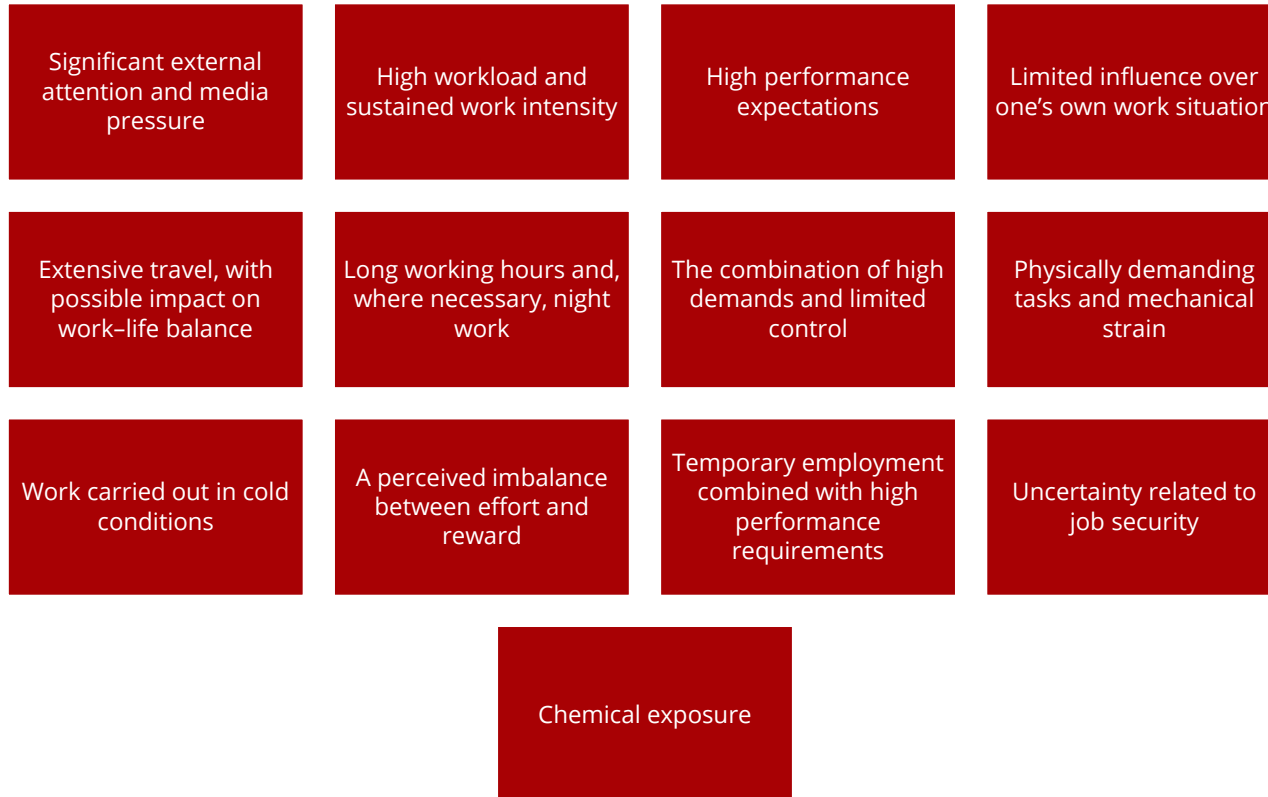 Significant external
attention and media
pressure
High workload and
sustained work intensity
High performance
expectations
Limited influence over
one’s own work situation
Extensive travel, with
possible impact on
work–life balance
Long working hours and,
where necessary, night
work
The combination of high
demands and limited
control
Physically demanding
tasks and mechanical
strain
Work carried out in cold
conditions
A perceived imbalance
between effort and
reward
Temporary employment
combined with high
performance
requirements
Uncertainty related to
job security
Chemical exposure